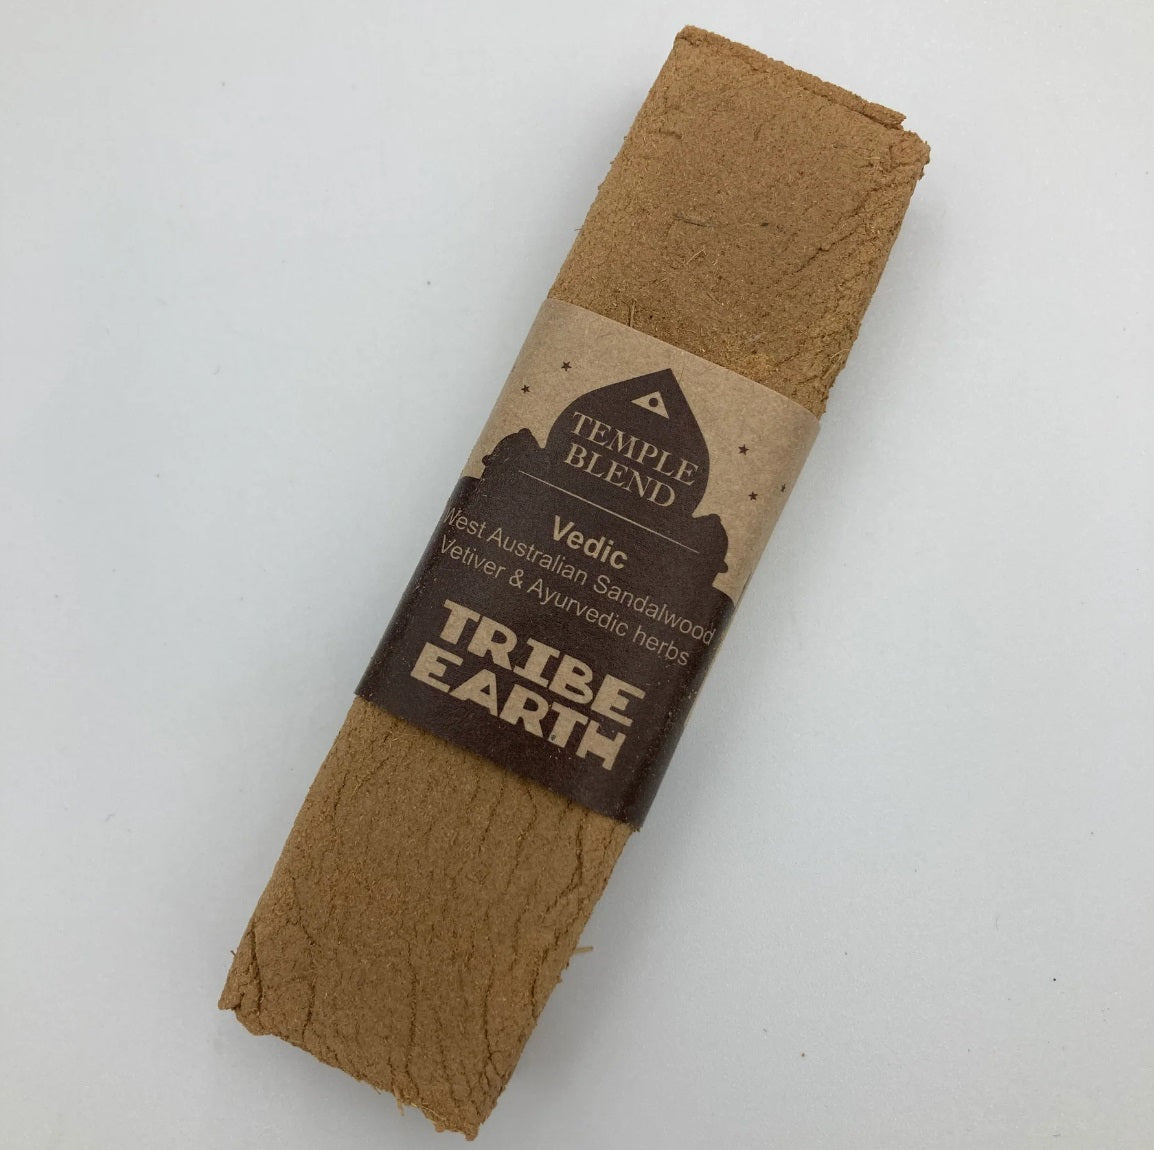 TEMPLE
BLEND
Vedic
West Australian Sandalwood
Vetiver & Ayurvedic herbs
TRIBE
EARTH